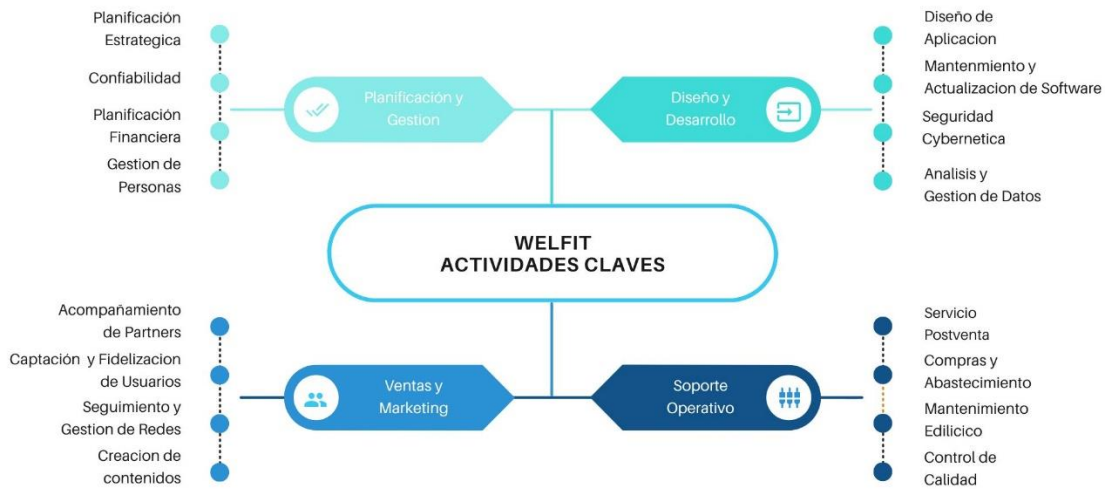 Planificación
Estrategica
Confiabilidad
Planificación
Financiera
Gestion de
Personas
Planificación y
Gestion
Diseño y
Desarrollo
Diseño de
Aplicacion
Mantenmiento y
Actualizacion de Software
Seguridad
Cybernetica
Analisis y
Gestion de Datos
WELFIT
ACTIVIDADES CLAVES
Acompañamiento
de Partners
Captación y Fidelizacion
de Usuarios
Seguimiento y
Gestion de Redes
Creacion de
contenidos
Ventas y
Marketing
Soporte
Operativo
Servicio
Postventa
Compras y
Abastecimiento
Mantenimiento
Edilicico
Control de
Calidad